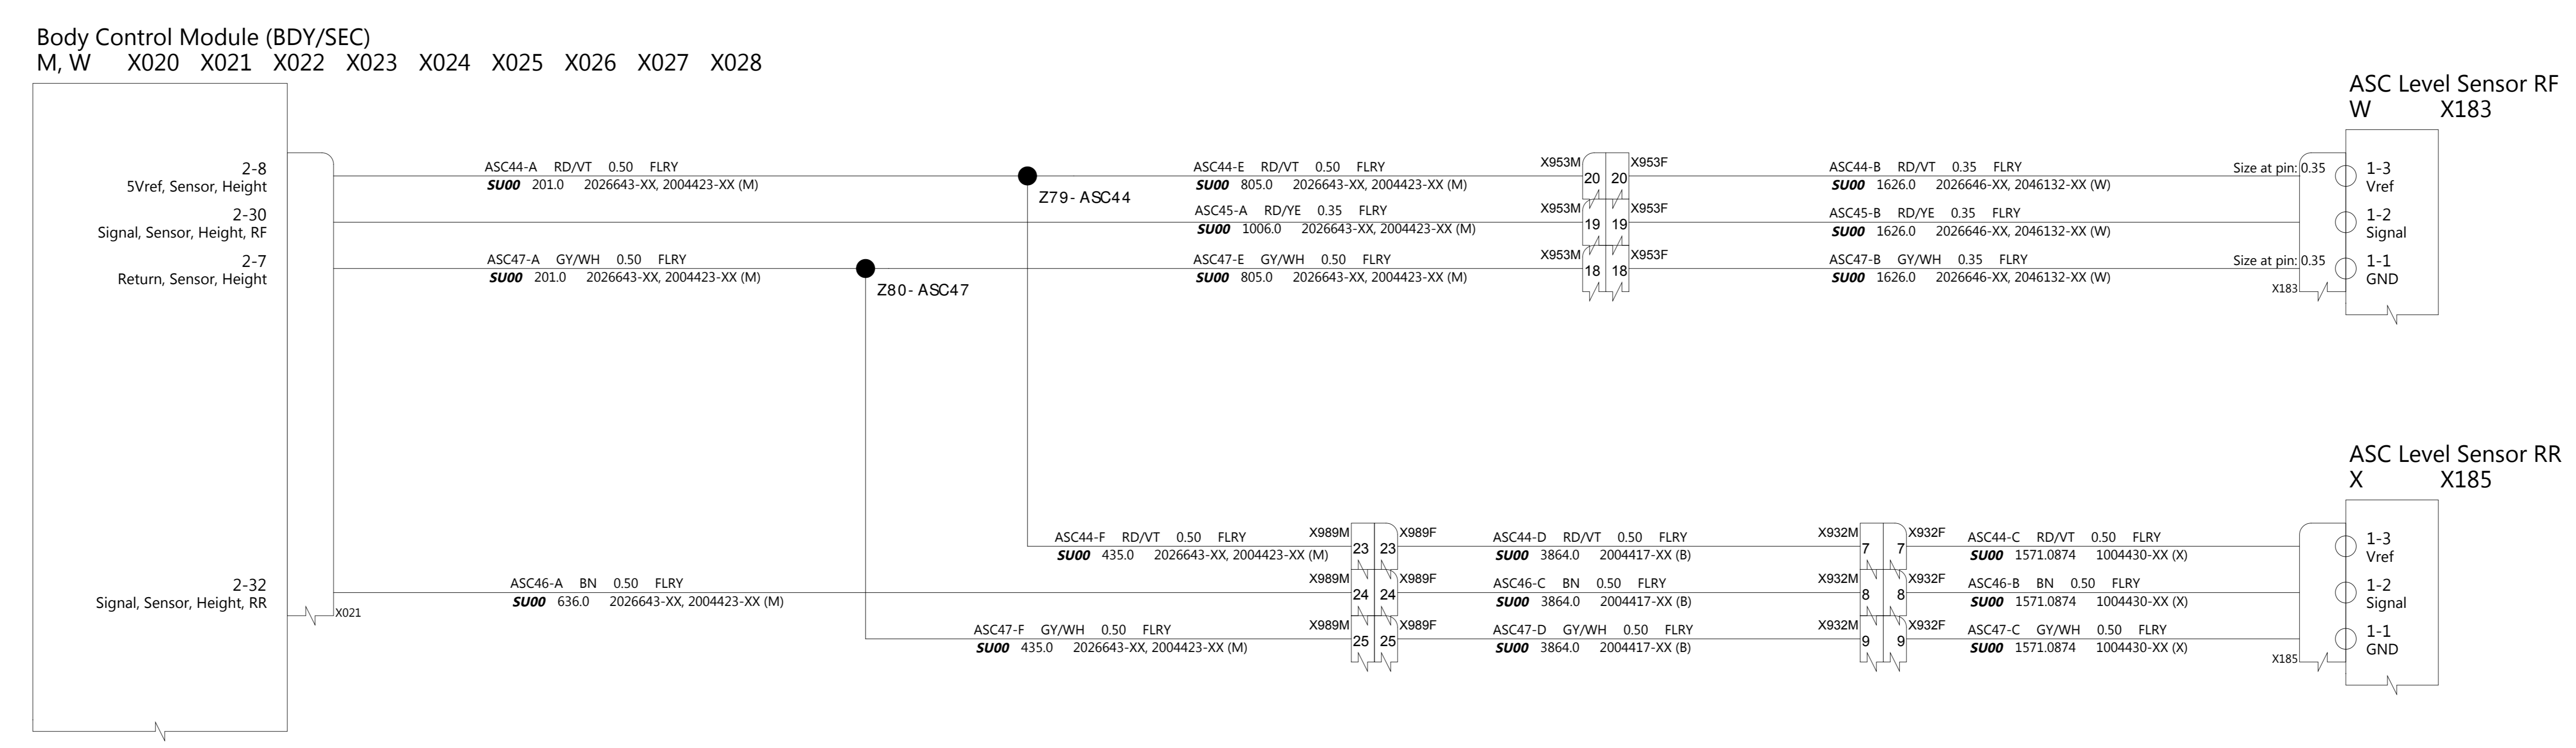 Body Control Module (BDY/SEC)
M, W X020 X021 X022 X023 X024 X025 X026 X027 X028
ASC Level Sensor RF
W X183
2-8
5Vref, Sensor, Height
ASC44-A RD/VT 0.50 FLRY
SU00 201.0 2026643-XX, 2004423-XX (M)
Z79-ASC44
ASC44-E RD/VT 0.50 FLRY
SU00 805.0 2026643-XX, 2004423-XX (M)
X953M
20
20
X953F
ASC44-B RD/VT 0.35 FLRY
SU00 1626.0 2026646-XX, 2046132-XX (W)
Size at pin: 0.35
1-3
Vref
2-30
Signal, Sensor, Height, RF
ASC45-A RD/YE 0.35 FLRY
SU00 1006.0 2026643-XX, 2004423-XX (M)
X953M
19
19
X953F
ASC45-B RD/YE 0.35 FLRY
SU00 1626.0 2026646-XX, 2046132-XX (W)
1-2
Signal
2-7
Return, Sensor, Height
ASC47-A GY/WH 0.50 FLRY
SU00 201.0 2026643-XX, 2004423-XX (M)
Z80-ASC47
ASC47-E GY/WH 0.50 FLRY
SU00 805.0 2026643-XX, 2004423-XX (M)
X953M
18
18
X953F
ASC47-B GY/WH 0.35 FLRY
SU00 1626.0 2026646-XX, 2046132-XX (W)
Size at pin: 0.35
1-1
GND
X183
ASC Level Sensor RR
X X185
ASC44-F RD/VT 0.50 FLRY
SU00 435.0 2026643-XX, 2004423-XX (M)
X989M
23
23
X989F
ASC44-D RD/VT 0.50 FLRY
SU00 3864.0 2004417-XX (B)
X932M
7
7
X932F
ASC44-C RD/VT 0.50 FLRY
SU00 1571.0874 1004430-XX (X)
1-3
Vref
2-32
Signal, Sensor, Height, RR
X021
ASC46-A BN 0.50 FLRY
SU00 636.0 2026643-XX, 2004423-XX (M)
X989M
24
24
X989F
ASC46-C BN 0.50 FLRY
SU00 3864.0 2004417-XX (B)
X932M
8
8
X932F
ASC46-B BN 0.50 FLRY
SU00 1571.0874 1004430-XX (X)
1-2
Signal
ASC47-F GY/WH 0.50 FLRY
SU00 435.0 2026643-XX, 2004423-XX (M)
X989M
25
25
X989F
ASC47-D GY/WH 0.50 FLRY
SU00 3864.0 2004417-XX (B)
X932M
9
9
X932F
ASC47-C GY/WH 0.50 FLRY
SU00 1571.0874 1004430-XX (X)
1-1
GND
X185